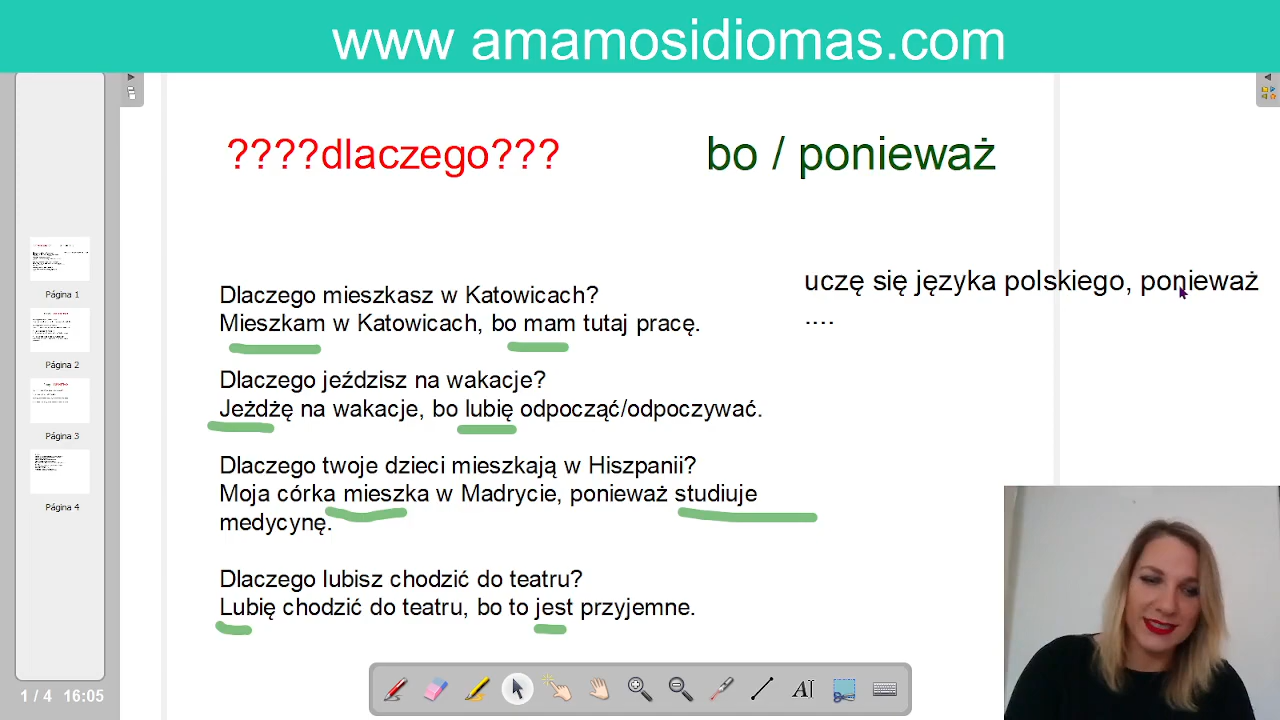 www amamosidiomas.com
????dlaczego???
bo / ponieważ
uczę się języka polskiego, ponieważ
....
Dlaczego mieszkasz w Katowicach?
Mieszkam w Katowicach, bo mam tutaj pracę.
Dlaczego jeździsz na wakacje?
Jeżdżę na wakacje, bo lubię odpocząć/odpoczywać.
Dlaczego twoje dzieci mieszkają w Hiszpanii?
Moja córka mieszka w Madrycie, ponieważ studiuje
medycynę.
Dlaczego lubisz chodzić do teatru?
Lubię chodzić do teatru, bo to jest przyjemne.
Página 1
Página 2
Página 3
Página 4
1 / 4 16:05